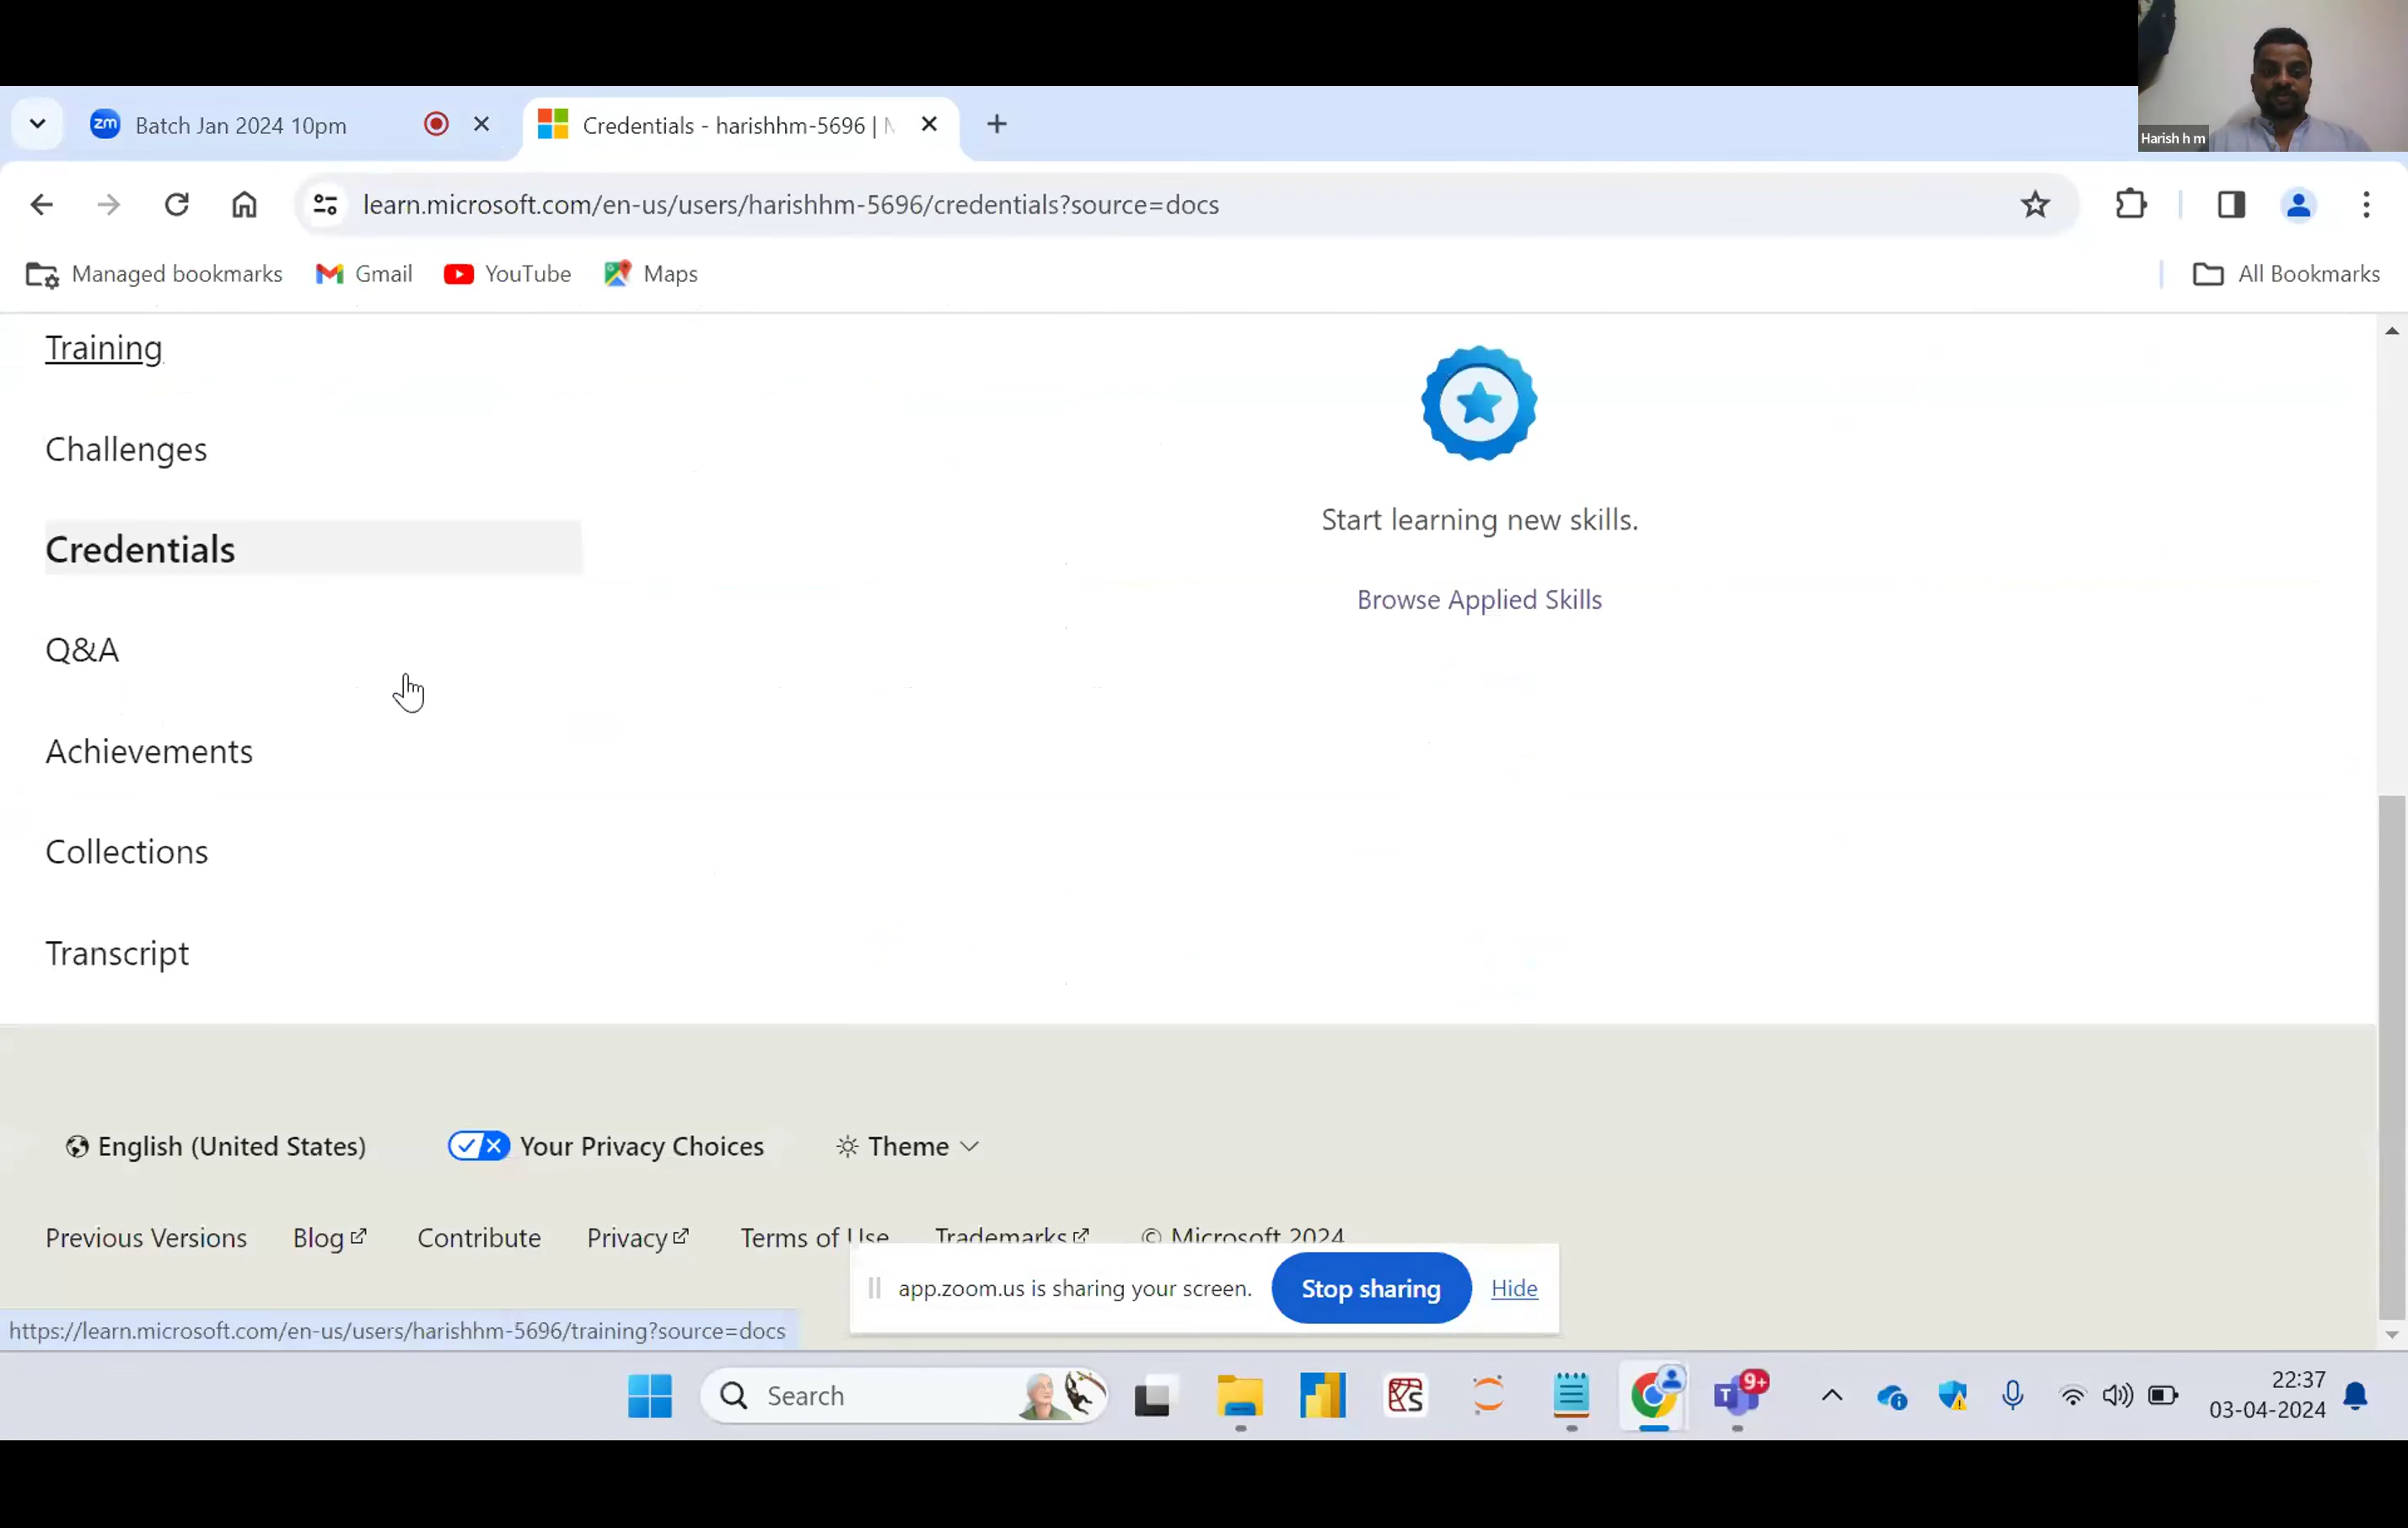 Harish h m
zm Batch Jan 2024 10pm
Credentials - harishhm-5696 |
learn.microsoft.com/en-us/users/harishhm-5696/credentials?source=docs
Managed bookmarks Gmail YouTube Maps All Bookmarks
Training
Challenges
Credentials
Q&A
Achievements
Collections
Transcript
Start learning new skills.
Browse Applied Skills
English (United States) Your Privacy Choices Theme
Previous Versions Blog Contribute Privacy Terms of Use Trademarks © Microsoft 2024
app.zoom.us is sharing your screen. Stop sharing Hide
https://learn.microsoft.com/en-us/users/harishhm-5696/training?source=docs
Search
T 9+
22:37
03-04-2024